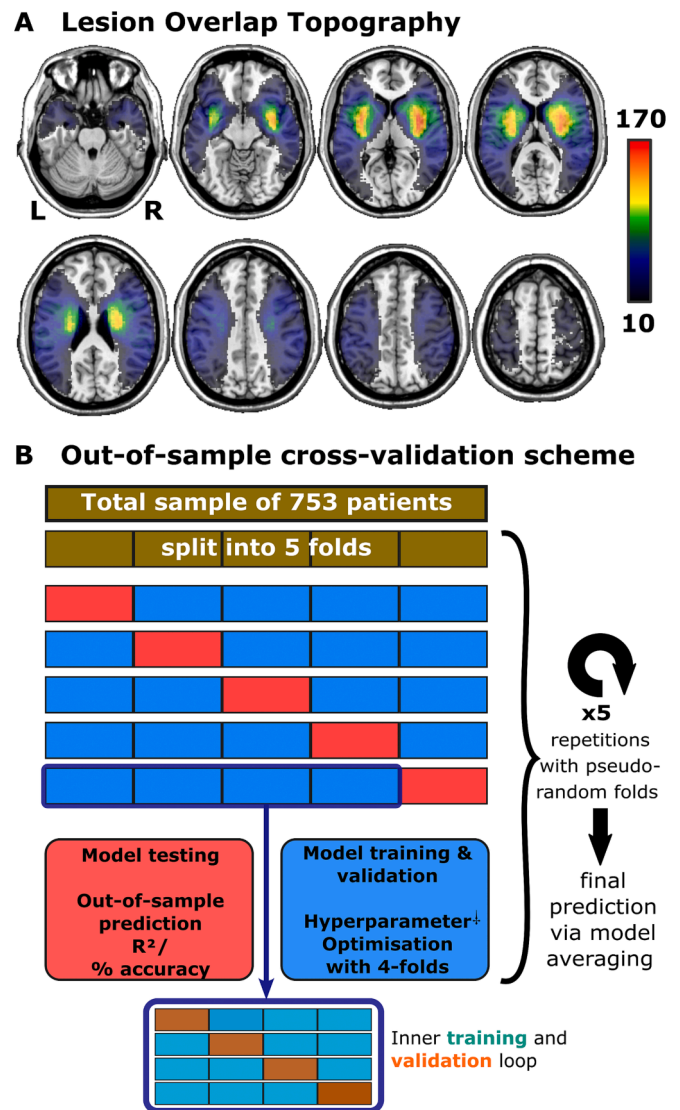 A Lesion Overlap Topography
L R
170
10
B Out-of-sample cross-validation scheme
Total sample of 753 patients
split into 5 folds
x5
repetitions
with pseudo-
random folds
final
prediction
via model
averaging
Model testing
Out-of-sample
prediction
R²/
% accuracy
Model training &
validation
Hyperparameter⸸
Optimisation
with 4-folds
Inner training and
validation loop